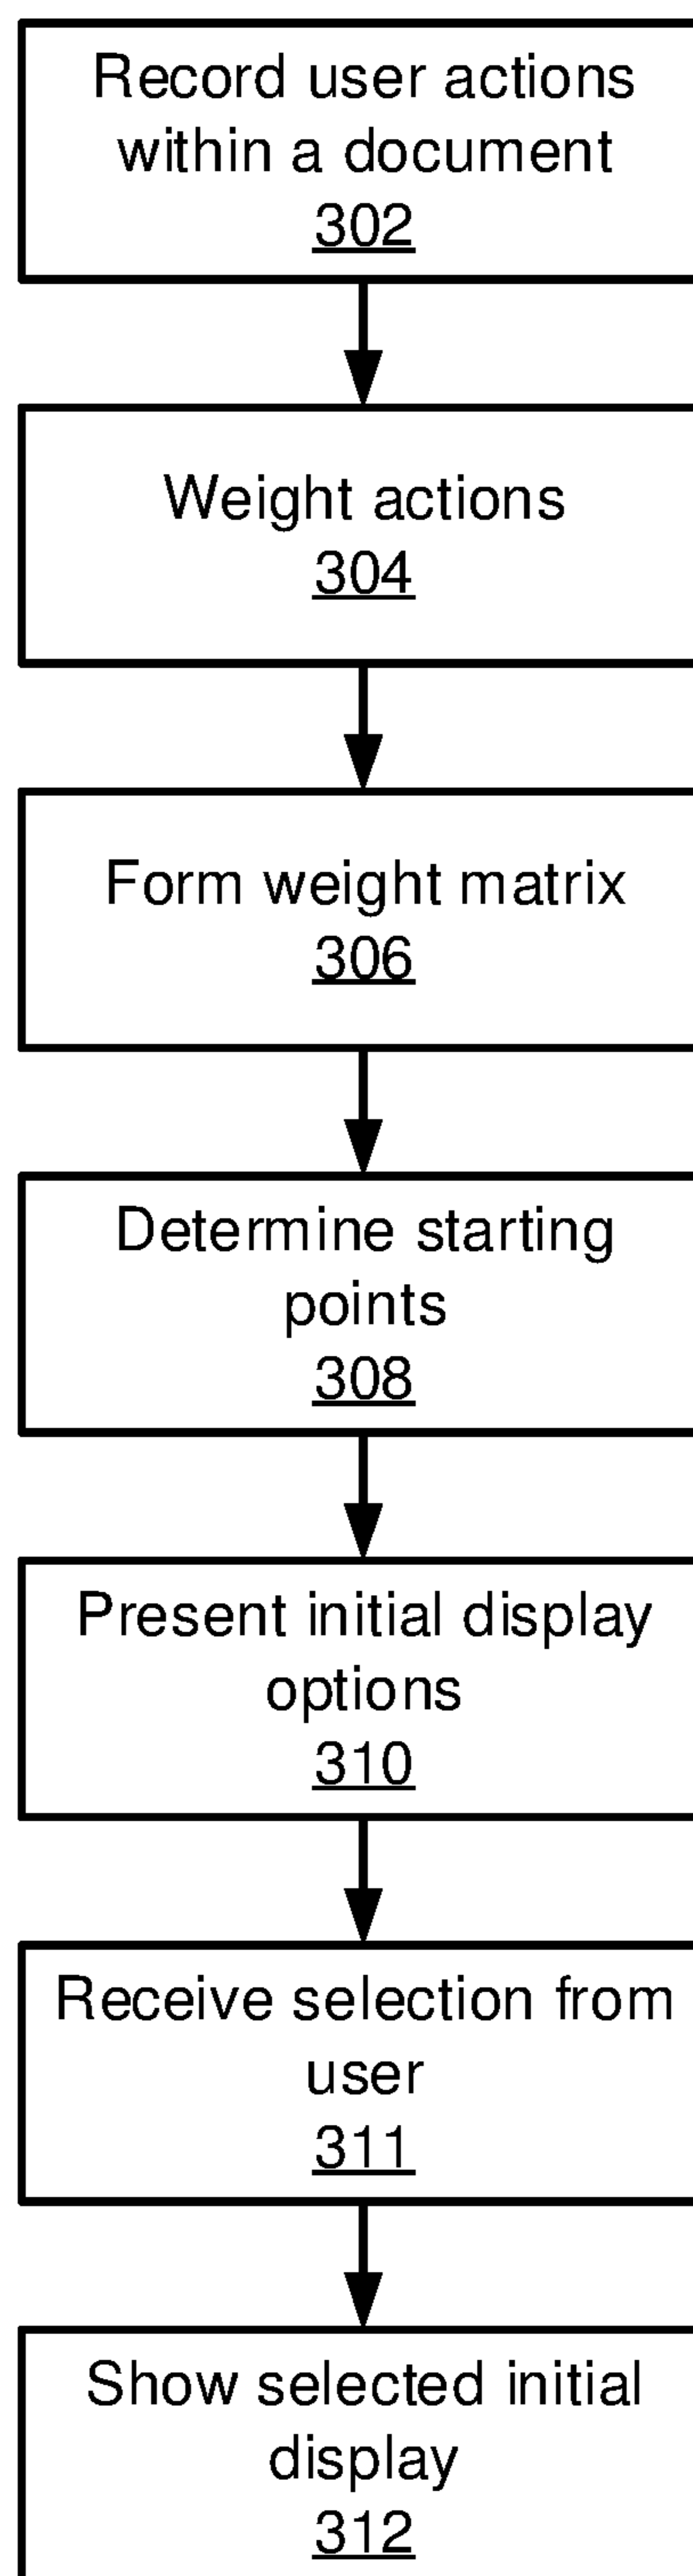 Record user actions
within a document
302
Weight actions
304
Form weight matrix
306
Determine starting
points
308
Present initial display
options
310
Receive selection from
user
311
Show selected initial
display
312